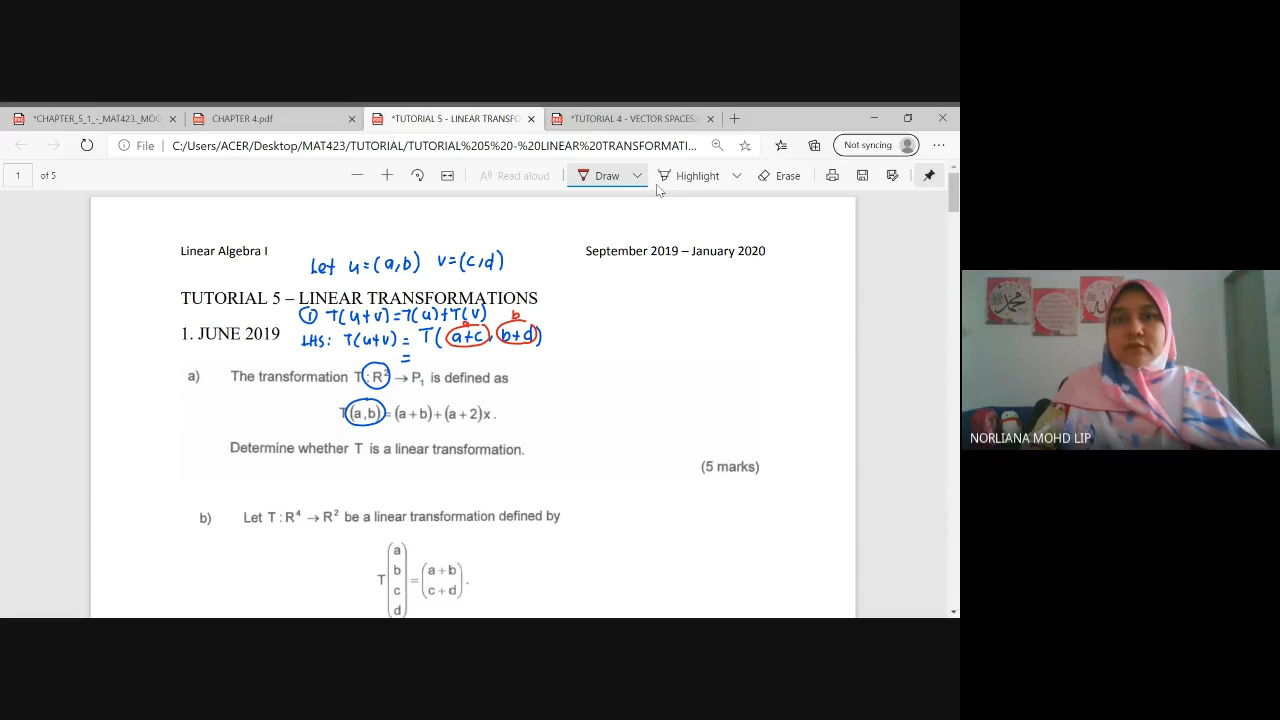 *CHAPTER_5_1_-_MAT423._MOO
CHAPTER 4.pdf
*TUTORIAL 5 - LINEAR TRANSFO
*TUTORIAL 4 - VECTOR SPACES.p
File
C:/Users/ACER/Desktop/MAT423/TUTORIAL/TUTORIAL%205%20-%20LINEAR%20TRANSFORMATI...
Not syncing
1 of 5
Read aloud
Draw
Highlight
Erase
Linear Algebra I
September 2019 – January 2020
Let u=(a,b) v=(c,d)
TUTORIAL 5 – LINEAR TRANSFORMATIONS
① T(u+v)=T(u)+T(v)
a b
1. JUNE 2019
LHS: T(u+v) = T(a+c, b+d)
=
a) The transformation T:R² → P₁ is defined as
T(a,b)=(a+b)+(a+2)x.
Determine whether T is a linear transformation.
(5 marks)
b) Let T:R⁴ → R² be a linear transformation defined by
T(a b c d) = (a+b c+d).
NORLIANA MOHD LIP